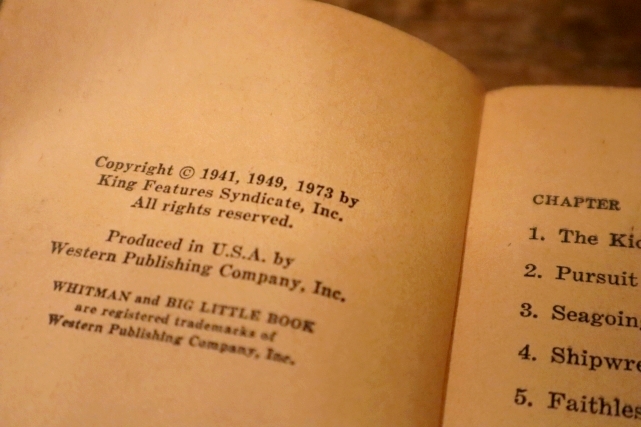 Copyright © 1941, 1949, 1973 by
King Features Syndicate, Inc.
All rights reserved.
Produced in U.S.A. by
Western Publishing Company, Inc.
WHITMAN and BIG LITTLE BOOK
are registered trademarks of
Western Publishing Company, Inc.
CHAPTER
1. The
2. Pursuit
3.
4.
5.